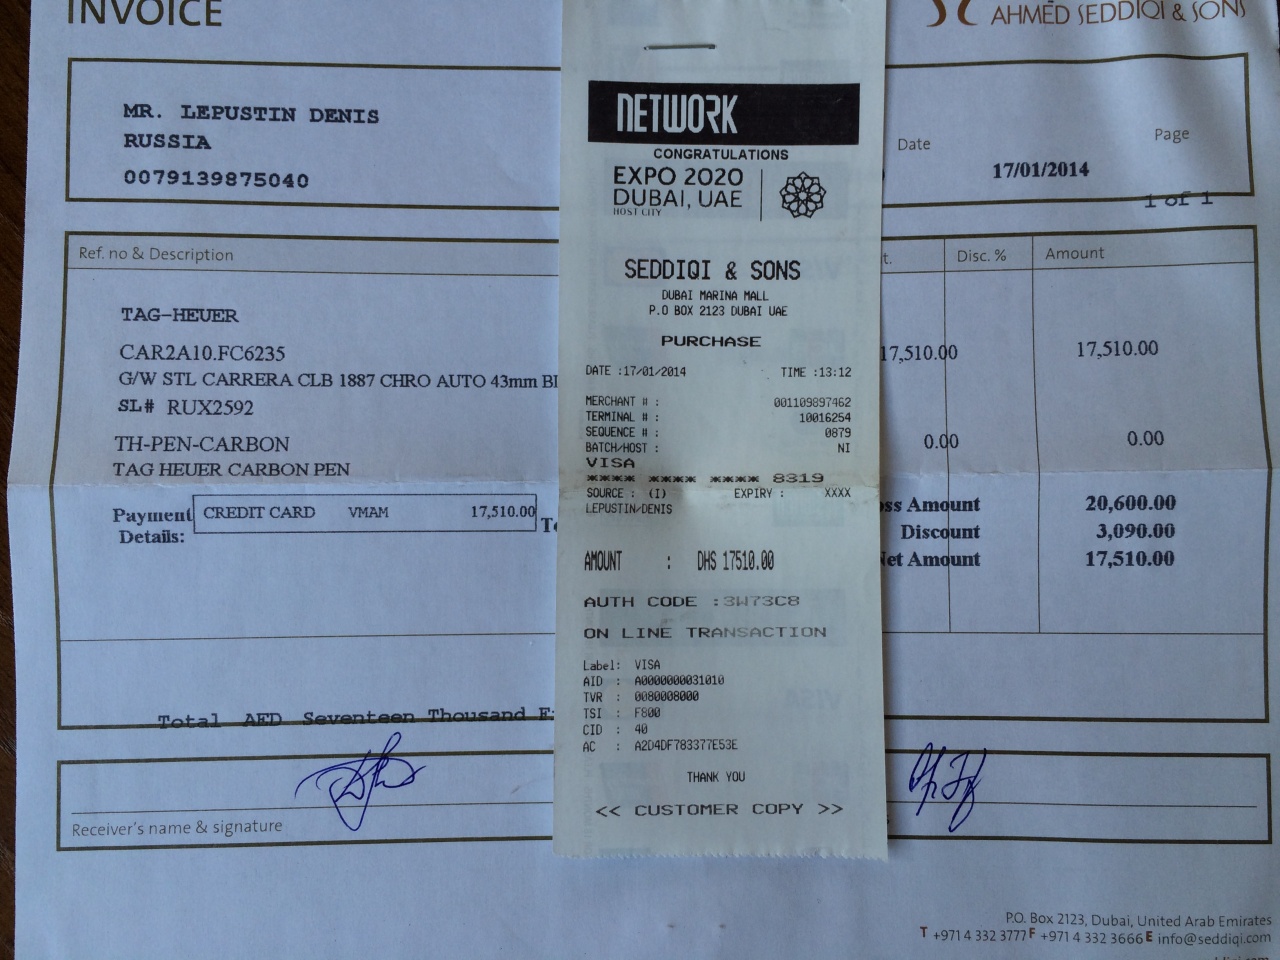 INVOICE
AHMED SEDDIQI & SONS
MR. LEPUSTIN DENIS
RUSSIA
0079139875040
Date
17/01/2014
Page
1 of 1
Ref. no & Description
Disc. %
Amount
TAG-HEUER
CAR2A10.FC6235
17,510.00
17,510.00
G/W STL CARRERA CLB 1887 CHRO AUTO 43mm
SL# RUX2592
TH-PEN-CARBON
0.00
0.00
TAG HEUER CARBON PEN
Payment Details:
CREDIT CARD VMAM 17,510.00
Amount 20,600.00
Discount 3,090.00
Net Amount 17,510.00
Total AED Seventeen Thousand
Receiver's name & signature
P.O. Box 2123, Dubai, United Arab Emirates
T +971 4 332 3777 F +971 4 332 3666 E info@seddiqi.com
NETWORK
CONGRATULATIONS
EXPO 2020
DUBAI, UAE
HOST CITY
SEDDIQI & SONS
DUBAI MARINA MALL
P.O BOX 2123 DUBAI UAE
PURCHASE
DATE :17/01/2014 TIME :13:12
MERCHANT # : 001109897462
TERMINAL # : 10016254
SEQUENCE # : 0879
BATCH/HOST : NI
VISA
**** **** **** 8319
SOURCE : (I) EXPIRY : XXXX
LEPUSTIN/DENIS
AMOUNT : DHS 17510.00
AUTH CODE :3W73C8
ON LINE TRANSACTION
Label: VISA
AID : A0000000031010
TVR : 0080008000
TSI : F800
CID : 40
AC : A2D4DF783377E53E
THANK YOU
<< CUSTOMER COPY >>